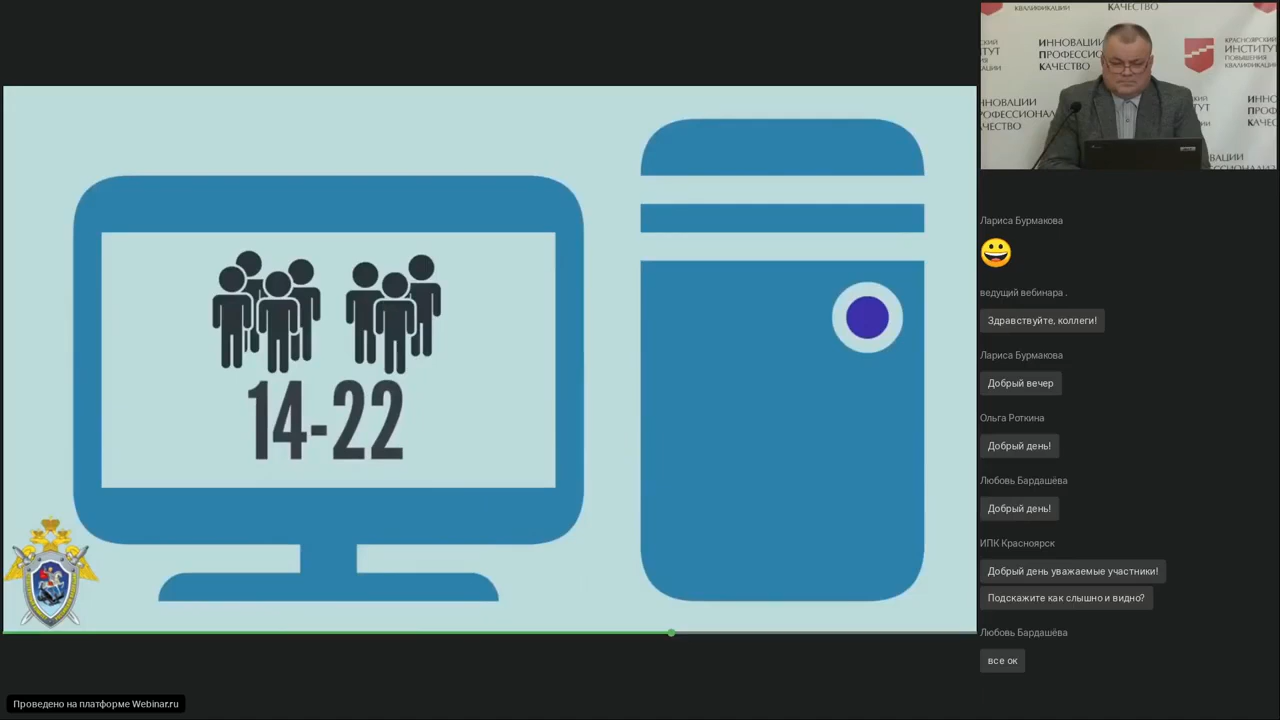 14-22
КВАЛИФИКАЦИИ
КАЧЕСТВО
ИННОВАЦИИ
ПРОФЕССИО
КАЧЕСТВО
КРАСНОЯРСКИЙ
ИНСТИТУТ
ПОВЫШЕНИЯ
КВАЛИФИКАЦИИ
Лариса Бурмакова
ведущий вебинара .
Здравствуйте, коллеги!
Лариса Бурмакова
Добрый вечер
Ольга Роткина
Добрый день!
Любовь Бардашёва
Добрый день!
ИПК Красноярск
Добрый день уважаемые участники!
Подскажите как слышно и видно?
Любовь Бардашёва
все ок
Проведено на платформе Webinar.ru